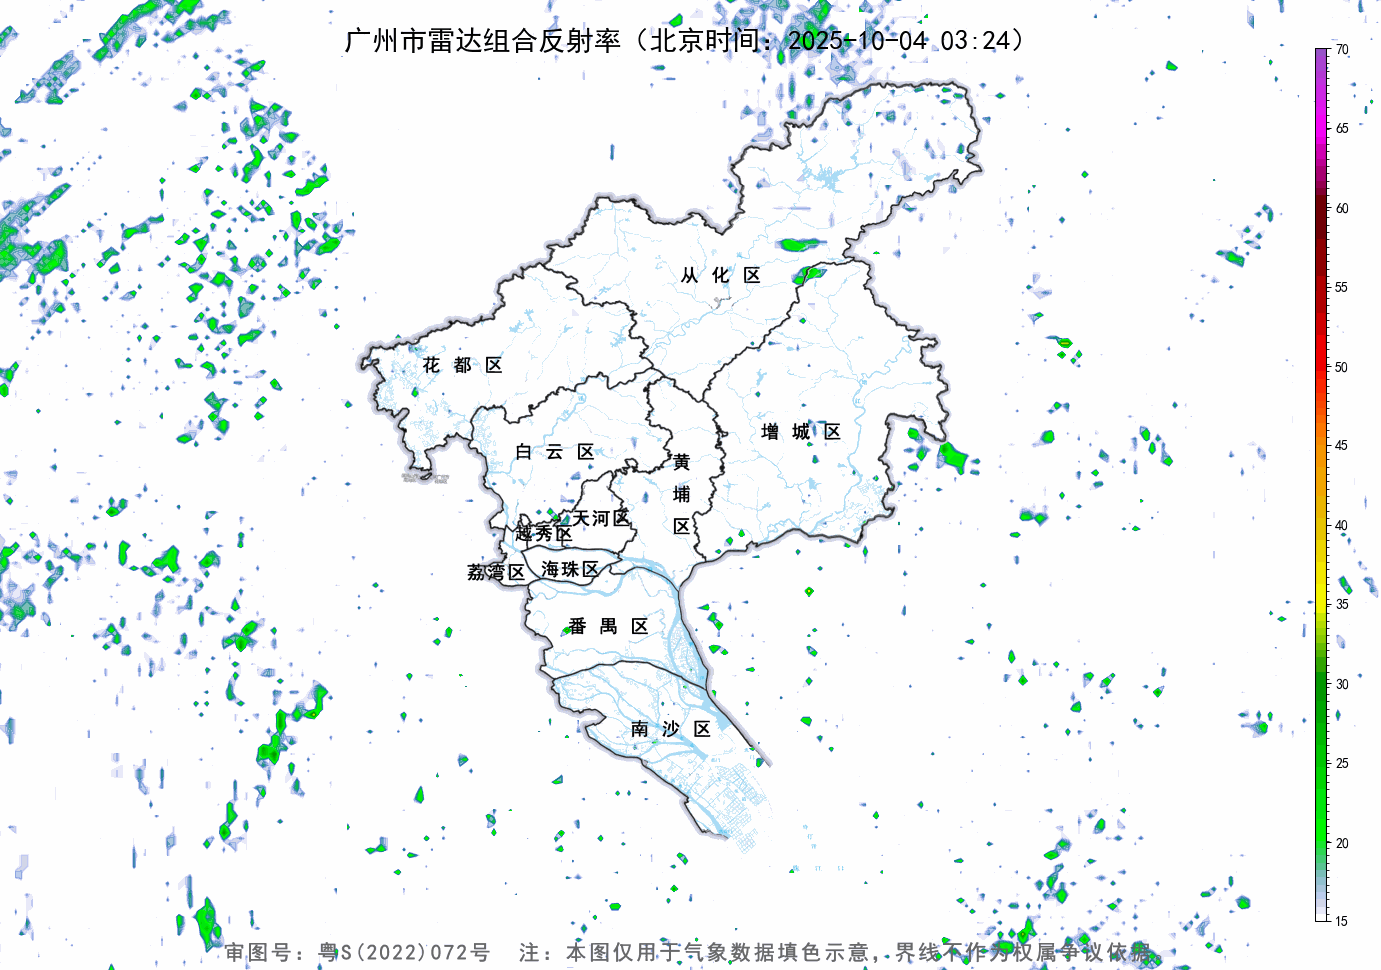 广州市雷达组合反射率（北京时间：2025-10-04 03:24）
70
65
60
55
50
45
40
35
30
25
20
15
从化区
花都区
增城区
白云区
黄埔区
天河区
越秀区
荔湾区
海珠区
番禺区
南沙区
审图号：粤S(2022)072号 注：本图仅用于气象数据填色示意，界线不作为权属争议依据。